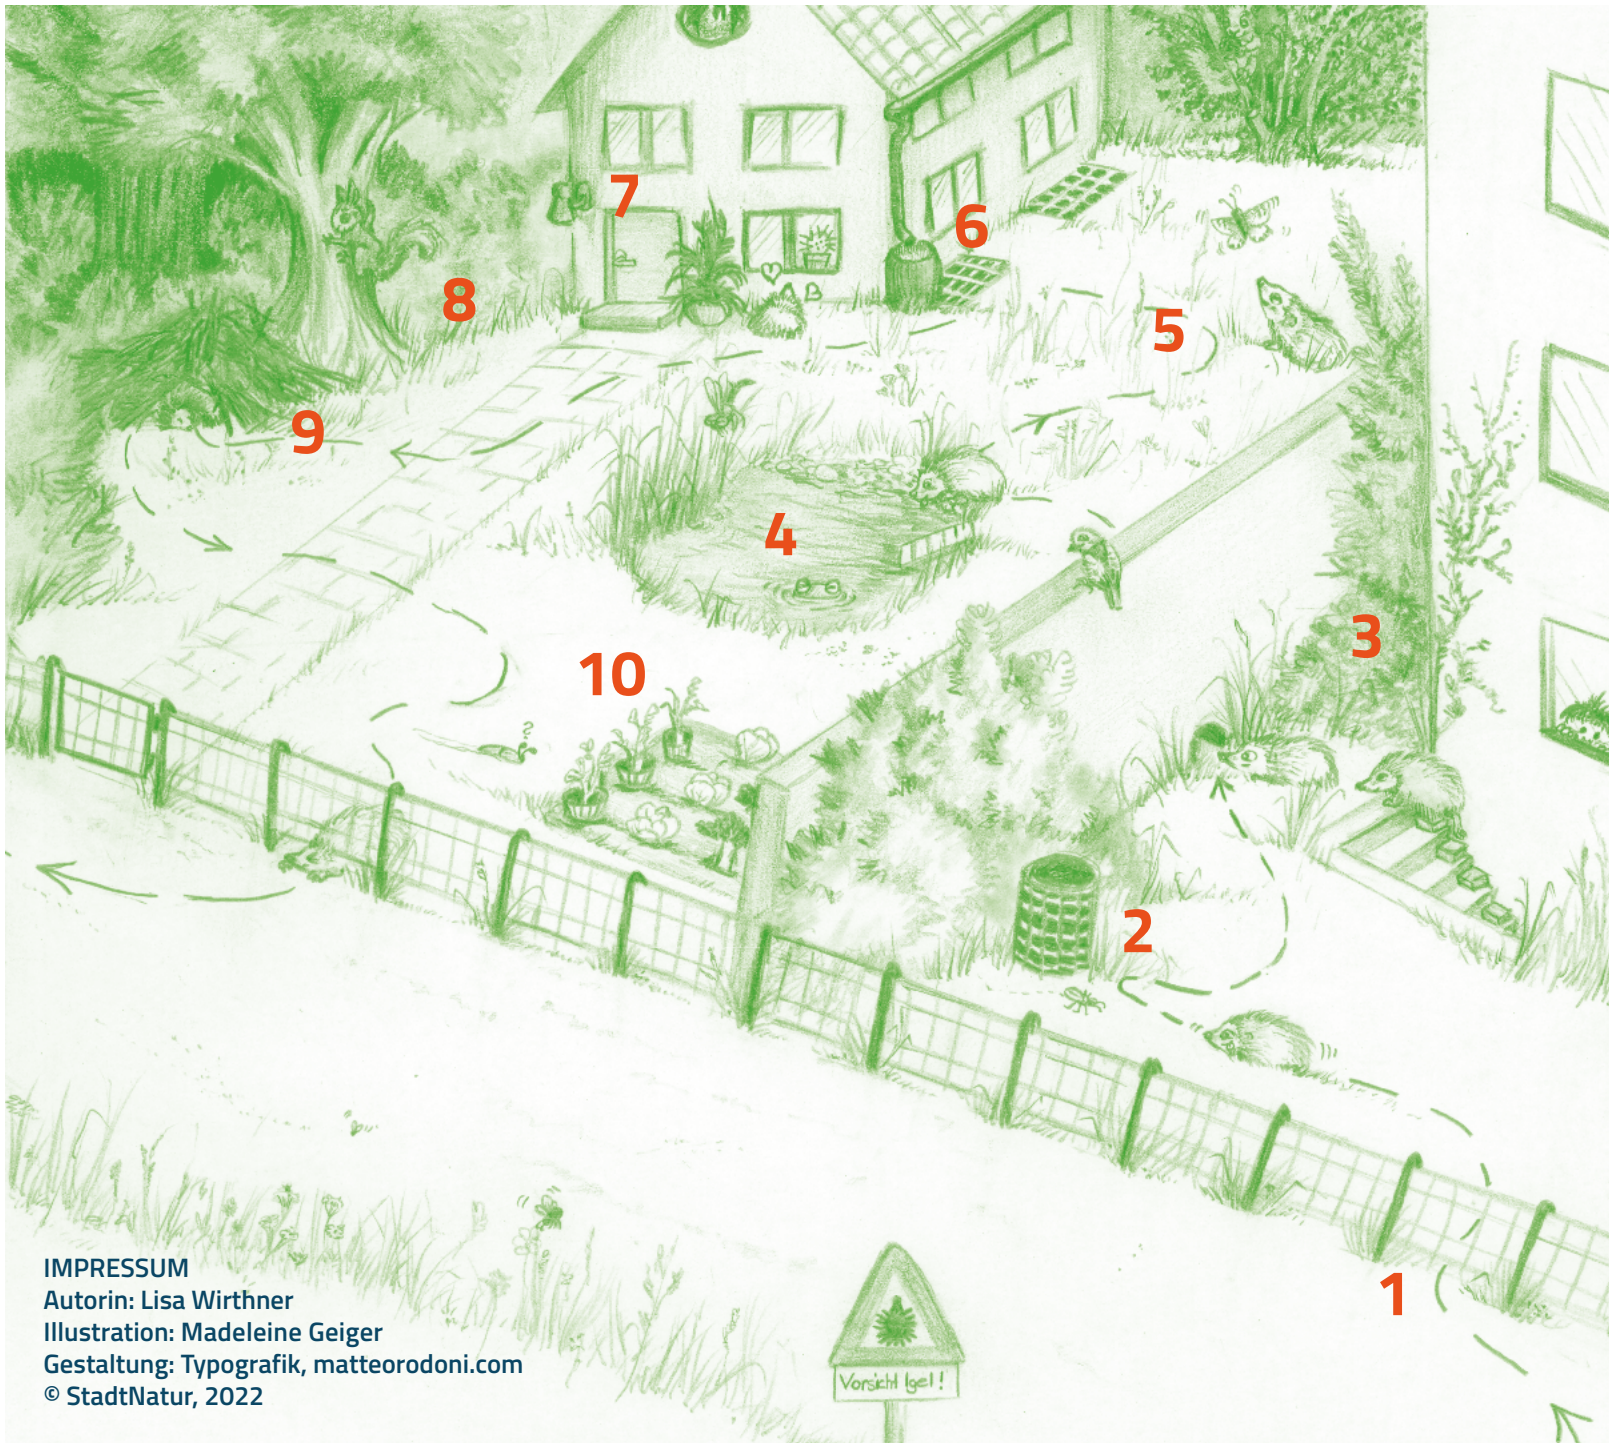 7
6
8
5
9
4
3
10
2
1
Vorsicht Igel!
IMPRESSUM
Autorin: Lisa Wirthner
Illustration: Madeleine Geiger
Gestaltung: Typografik, matteorodoni.com
© StadtNatur, 2022